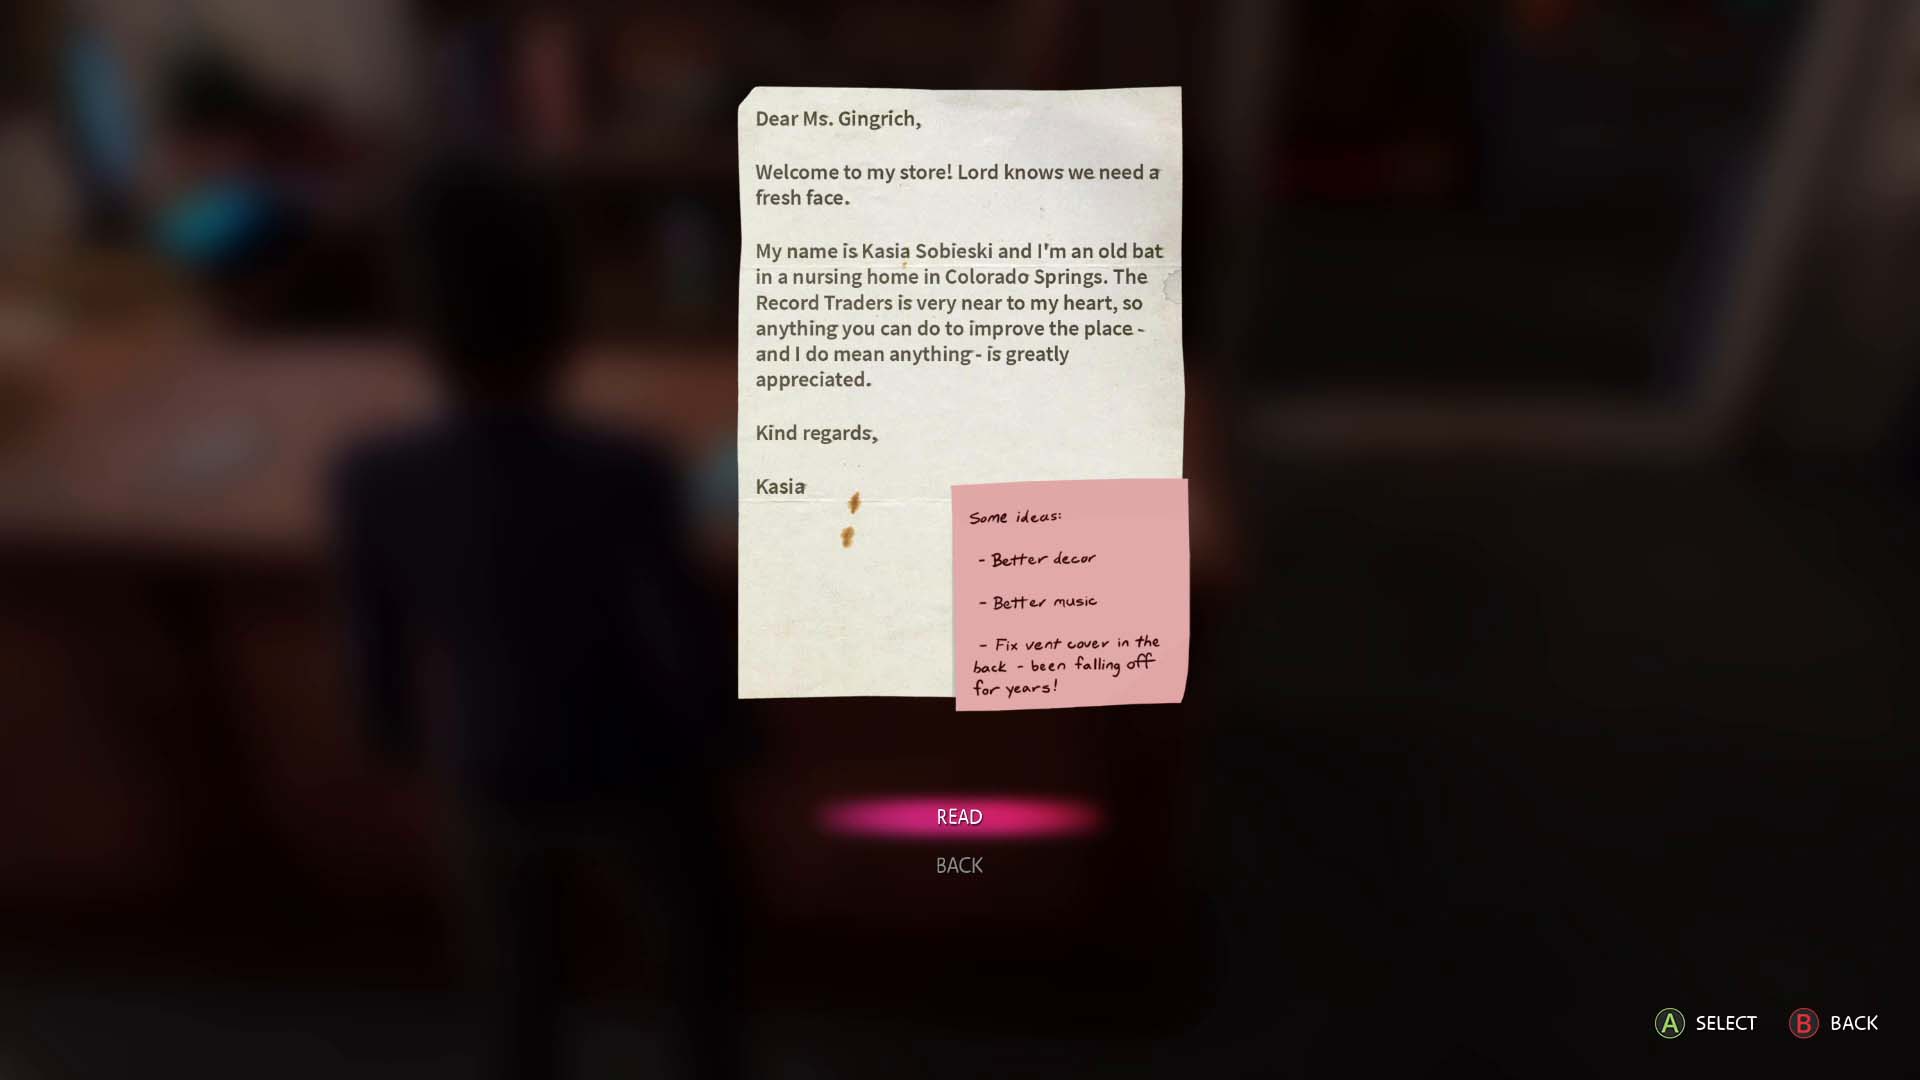 Dear Ms. Gingrich,
Welcome to my store! Lord knows we need a
fresh face.
My name is Kasia Sobieski and I'm an old bat
in a nursing home in Colorado Springs. The
Record Traders is very near to my heart, so
anything you can do to improve the place -
and I do mean anything - is greatly
appreciated.
Kind regards,
Kasia
Some ideas:
- Better decor
- Better music
- Fix vent cover in the
back - been falling off
for years!
READ
BACK
A SELECT B BACK